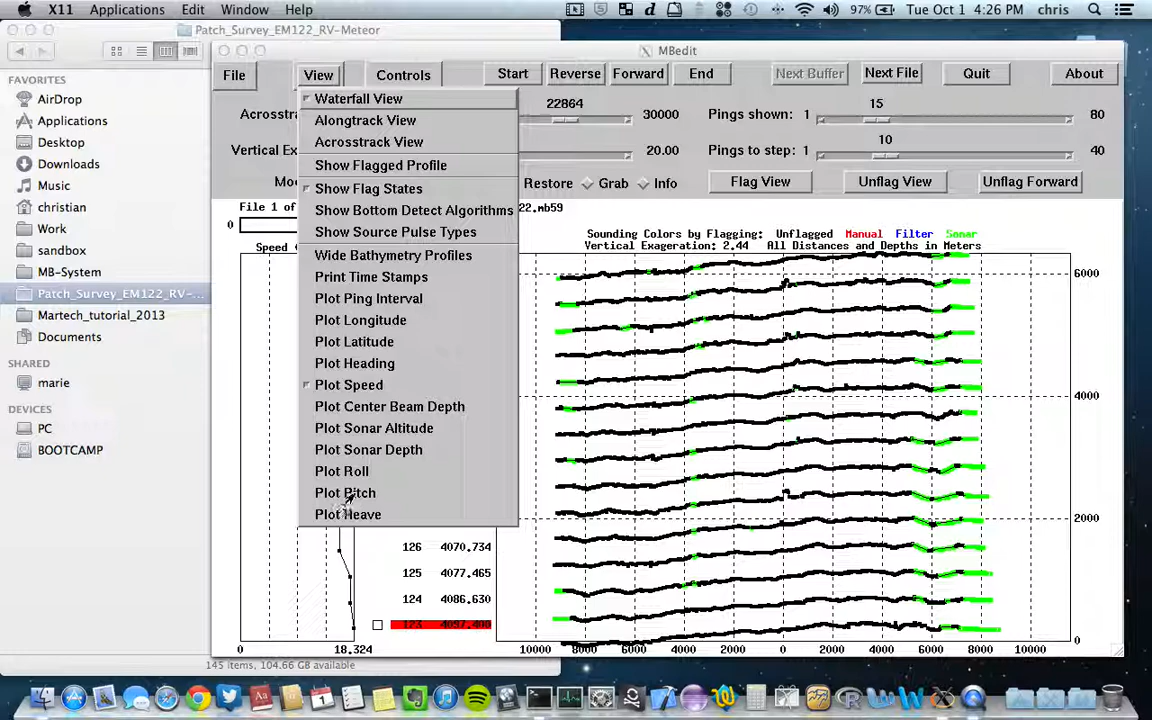 X11 Applications Edit Window Help 97% Tue Oct 1 4:26 PM chris
Patch_Survey_EM122_RV-Meteor
MBedit
FAVORITES
AirDrop
Applications
Desktop
Downloads
Music
christian
Work
sandbox
MB-System
Patch_Survey_EM122_RV-...
Martech_tutorial_2013
Documents
SHARED
marie
DEVICES
PC
BOOTCAMP
File View Controls Start Reverse Forward End Next Buffer Next File Quit About
Acrosstra 22864 30000 Pings shown: 1 15 80
Vertical Ex 20.00 Pings to step: 1 10 40
Mo Restore Grab Info Flag View Unflag View Unflag Forward
Waterfall View
Alongtrack View
Acrosstrack View
Show Flagged Profile
Show Flag States
Show Bottom Detect Algorithms
Show Source Pulse Types
Wide Bathymetry Profiles
Print Time Stamps
Plot Ping Interval
Plot Longitude
Plot Latitude
Plot Heading
Plot Speed
Plot Center Beam Depth
Plot Sonar Altitude
Plot Sonar Depth
Plot Roll
Plot Pitch
Plot Heave
File 1 of 22.mb59
0
Speed
Sounding Colors by Flagging: Unflagged Manual Filter Sonar
Vertical Exageration: 2.44 All Distances and Depths in Meters
6000
4000
2000
0
126 4070.734
125 4077.465
124 4086.630
123 4097.400
0 18.324 10000 8000 6000 4000 2000 0 2000 4000 6000 8000 10000
145 items, 104.66 GB available